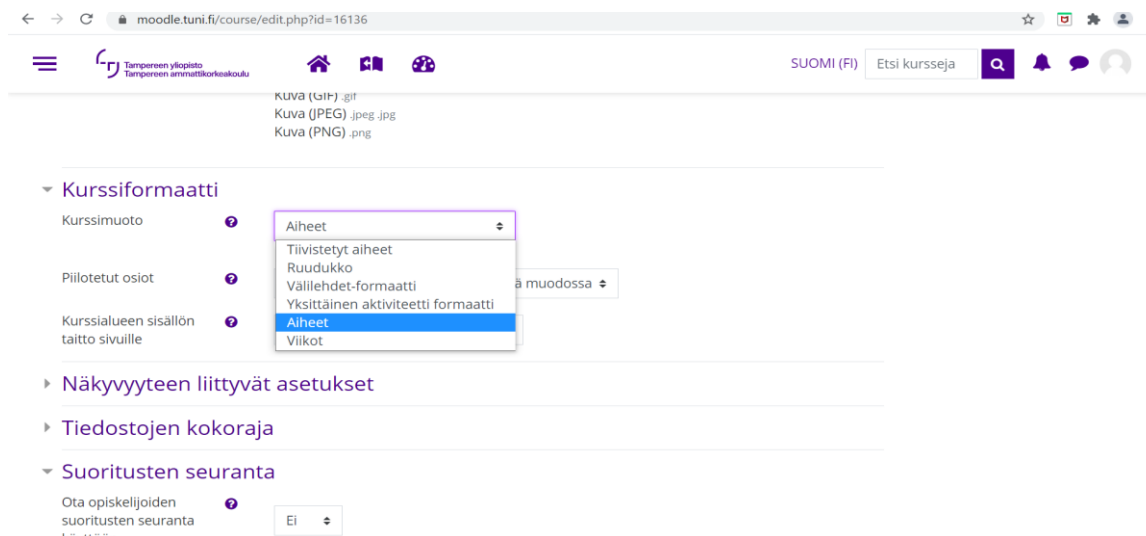 moodle.tuni.fi/course/edit.php?id=16136
Tampereen yliopisto
Tampereen ammattikorkeakoulu
SUOMI (FI)
Etsi kursseja
Kuva (GIF) .gif
Kuva (JPEG) .jpeg .jpg
Kuva (PNG) .png
Kurssiformaatti
Kurssimuoto
Aiheet
Tiivistetyt aiheet
Ruudukko
Välilehdet-formaatti
Yksittäinen aktiviteetti formaatti
Aiheet
Viikot
Piilotetut osiot
ä muodossa
Kurssialueen sisällön
taitto sivuille
Näkyvyyteen liittyvät asetukset
Tiedostojen kokoraja
Suoritusten seuranta
Ota opiskelijoiden
suoritusten seuranta
Ei